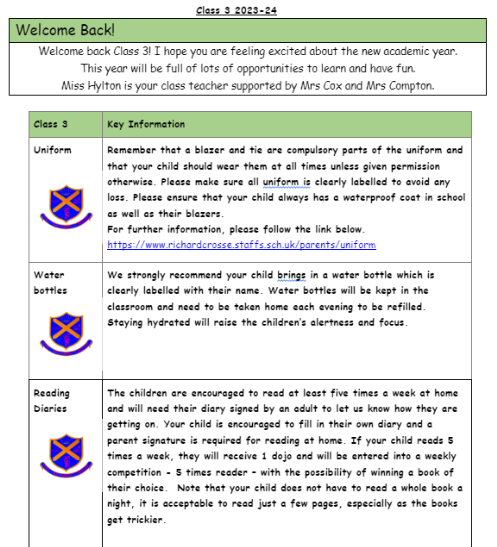 Class 3 2023-24
Welcome Back!
Welcome back Class 3! I hope you are feeling excited about the new academic year.
This year will be full of lots of opportunities to learn and have fun.
Miss Hylton is your class teacher supported by Mrs Cox and Mrs Compton.
Class 3
Key Information
Uniform
Remember that a blazer and tie are compulsory parts of the uniform and
that your child should wear them at all times unless given permission
otherwise. Please make sure all uniform is clearly labelled to avoid any
loss. Please ensure that your child always has a waterproof coat in school
as well as their blazers.
For further information, please follow the link below.
https://www.richardcrosse.staffs.sch.uk/parents/uniform
Water
bottles
We strongly recommend your child brings in a water bottle which is
clearly labelled with their name. Water bottles will be kept in the
classroom and need to be taken home each evening to be refilled.
Staying hydrated will raise the children's alertness and focus.
Reading
Diaries
The children are encouraged to read at least five times a week at home
and will need their diary signed by an adult to let us know how they are
getting on. Your child is encouraged to fill in their own diary and a
parent signature is required for reading at home. If your child reads 5
times a week, they will receive 1 dojo and will be entered into a weekly
competition - 5 times reader - with the possibility of winning a book of
their choice. Note that your child does not have to read a whole book a
night, it is acceptable to read just a few pages, especially as the books
get trickier.